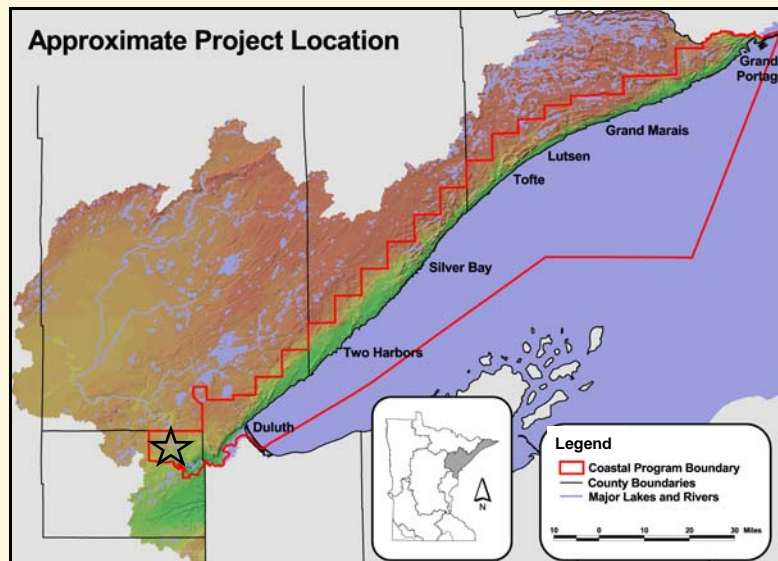 Approximate Project Location
Grand
Portag
Grand Marais
Lutsen
Tofte
Silver Bay
Two Harbors
Duluth
N
Legend
Coastal Program Boundary
County Boundaries
Major Lakes and Rivers
10 0 10 20 30 Miles